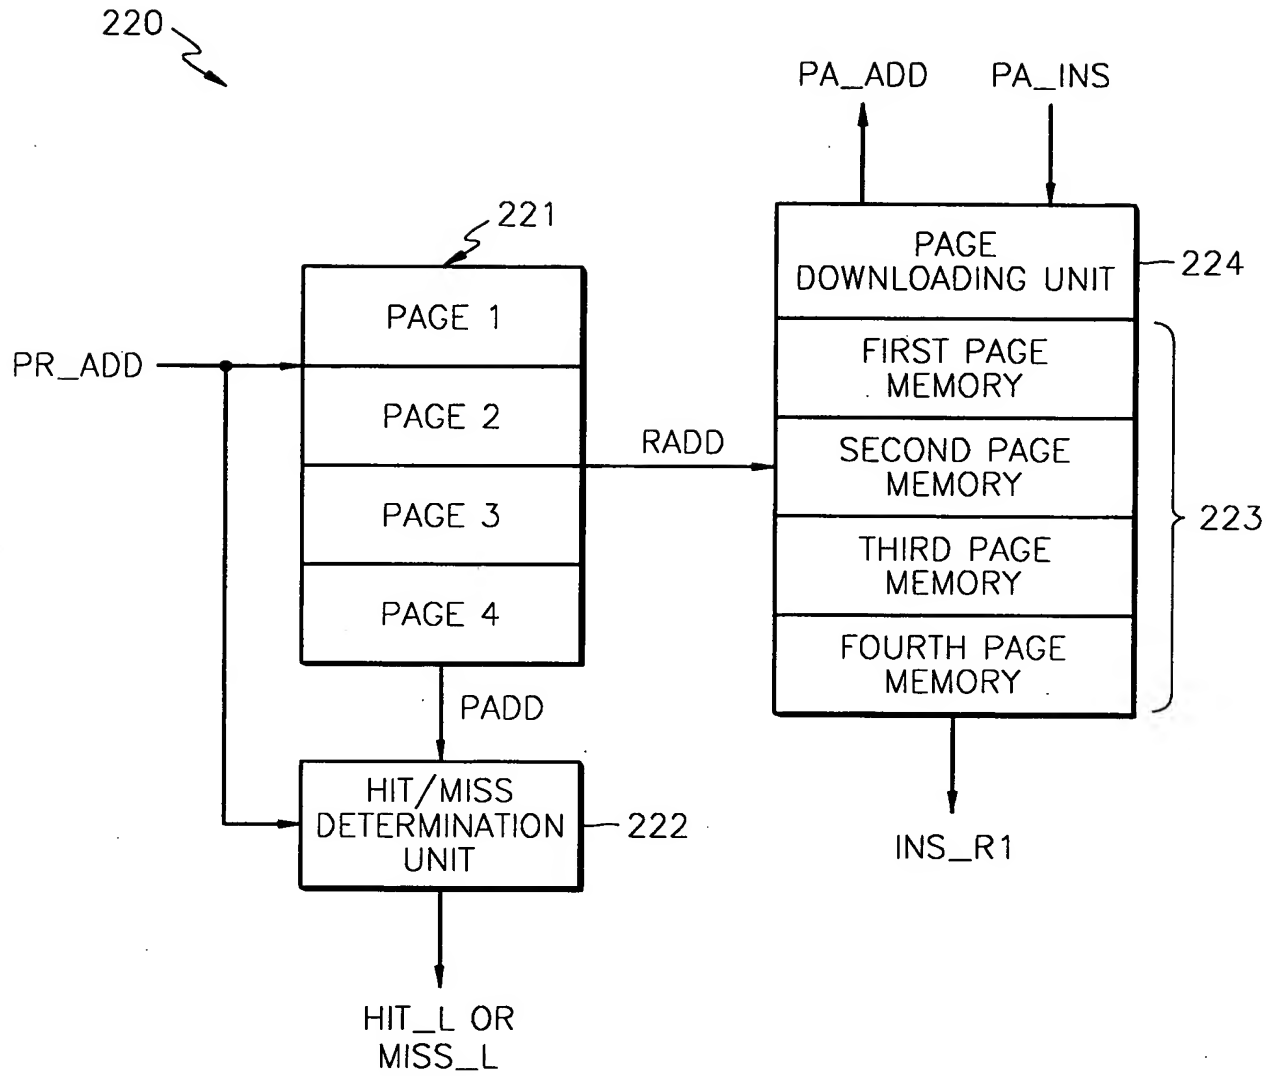 220
PA_ADD
PA_INS
221
PAGE
DOWNLOADING UNIT
224
PAGE 1
FIRST PAGE
MEMORY
PR_ADD
PAGE 2
RADD
SECOND PAGE
MEMORY
PAGE 3
THIRD PAGE
MEMORY
223
PAGE 4
FOURTH PAGE
MEMORY
PADD
HIT/MISS
DETERMINATION
UNIT
222
INS_R1
HIT_L OR
MISS_L